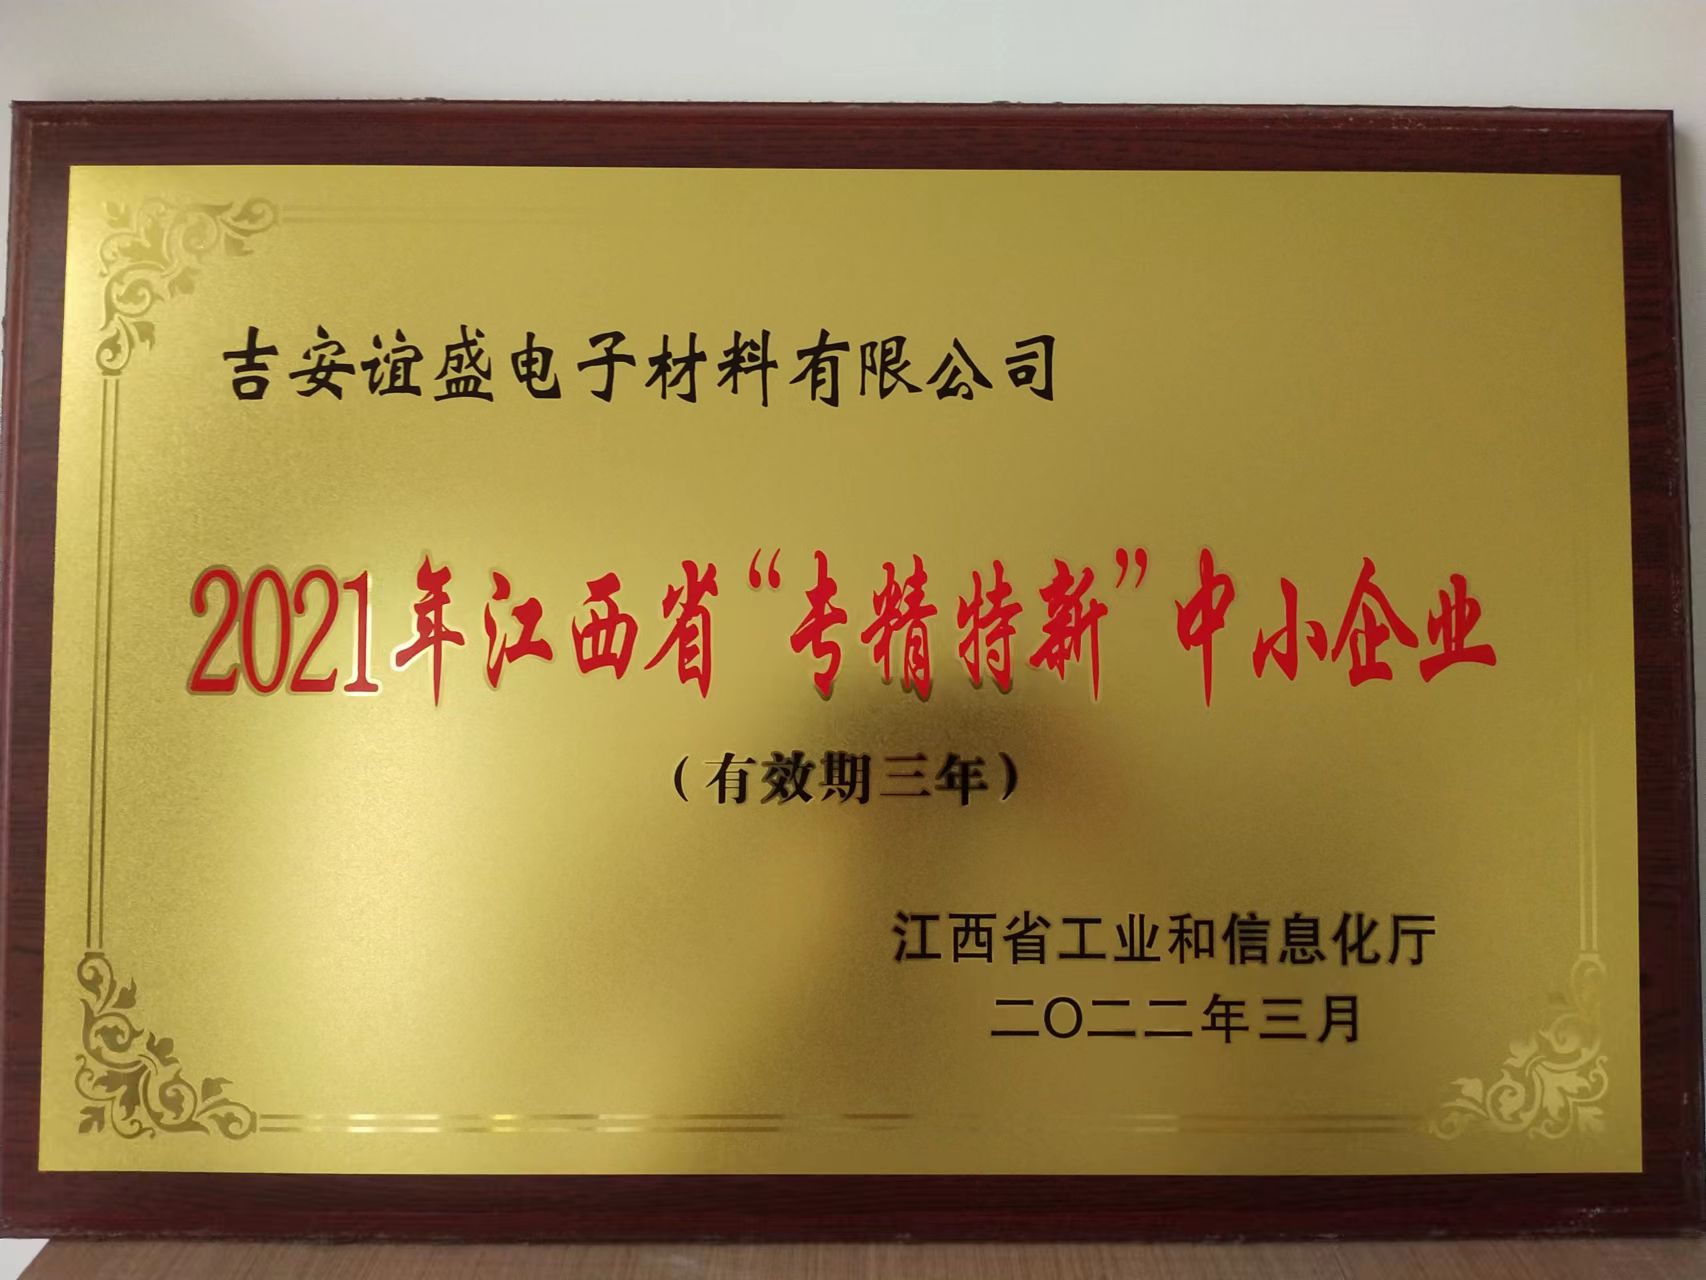 吉安谊盛电子材料有限公司
2021年江西省“专精特新”中小企业
（有效期三年）
江西省工业和信息化厅
二〇二二年三月